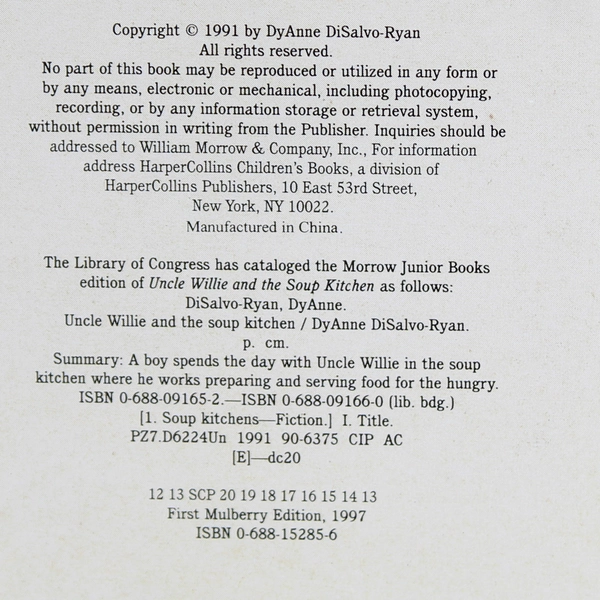 Copyright © 1991 by DyAnne DiSalvo-Ryan
All rights reserved.
No part of this book may be reproduced or utilized in any form or
by any means, electronic or mechanical, including photocopying,
recording, or by any information storage or retrieval system,
without permission in writing from the Publisher. Inquiries should be
addressed to William Morrow & Company, Inc., For information
address HarperCollins Children's Books, a division of
HarperCollins Publishers, 10 East 53rd Street,
New York, NY 10022.
Manufactured in China.
The Library of Congress has cataloged the Morrow Junior Books
edition of Uncle Willie and the Soup Kitchen as follows:
DiSalvo-Ryan, DyAnne.
Uncle Willie and the soup kitchen / DyAnne DiSalvo-Ryan.
p. cm.
Summary: A boy spends the day with Uncle Willie in the soup
kitchen where he works preparing and serving food for the hungry.
ISBN 0-688-09165-2.—ISBN 0-688-09166-0 (lib. bdg.)
[1. Soup kitchens—Fiction.] I. Title.
PZ7.D6224Un 1991 90-6375 CIP AC
[E]—dc20
12 13 SCP 20 19 18 17 16 15 14 13
First Mulberry Edition, 1997
ISBN 0-688-15285-6